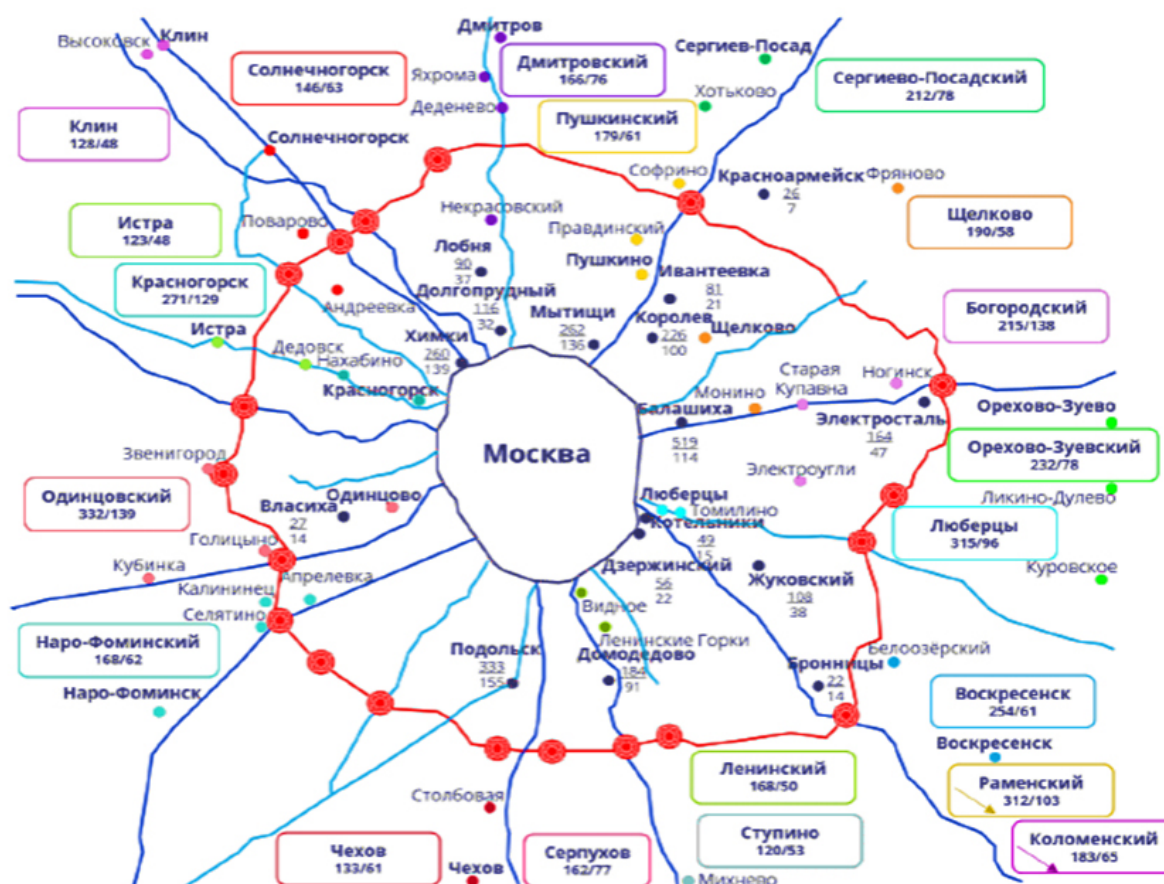 Дмитров
Высоковск
Клин
Сергиев-Посад
Солнечногорск
146/63
Яхрома
Дмитровский
166/76
Сергиево-Посадский
212/78
Хотьково
Деденево
Клин
128/48
Пушкинский
179/61
Солнечногорск
Софрино
Красноармейск
26
7
Фряново
Истра
123/48
Поварово
Некрасовский
Щелково
190/58
Правдинский
Лобня
90
37
Пушкино
Ивантеевка
81
21
Красногорск
271/129
Андреевка
Долгопрудный
116
32
Мытищи
262
136
Королев
226
100
Богородский
215/138
Истра
Химки
260
139
Щелково
Дедовск
Нахабино
Старая
Купавна
Ногинск
Красногорск
Монино
Балашиха
519
114
Электросталь
164
47
Орехово-Зуево
Москва
Орехово-Зуевский
232/78
Звенигород
Электроугли
Ликино-Дулево
Одинцовский
332/139
Одинцово
Власиха
27
14
Люберцы
Томилино
Люберцы
315/96
Котельники
49
15
Голицыно
Кубинка
Дзержинский
56
22
Жуковский
108
38
Куровское
Калининец
Апрелевка
Видное
Селятино
Наро-Фоминский
168/62
Ленинские Горки
Подольск
333
155
Домодедово
184
91
Белоозёрский
Бронницы
22
14
Наро-Фоминск
Воскресенск
254/61
Воскресенск
Ленинский
168/50
Раменский
312/103
Столбовая
Ступино
120/53
Коломенский
183/65
Чехов
133/61
Серпухов
162/77
Чехов
Михнево